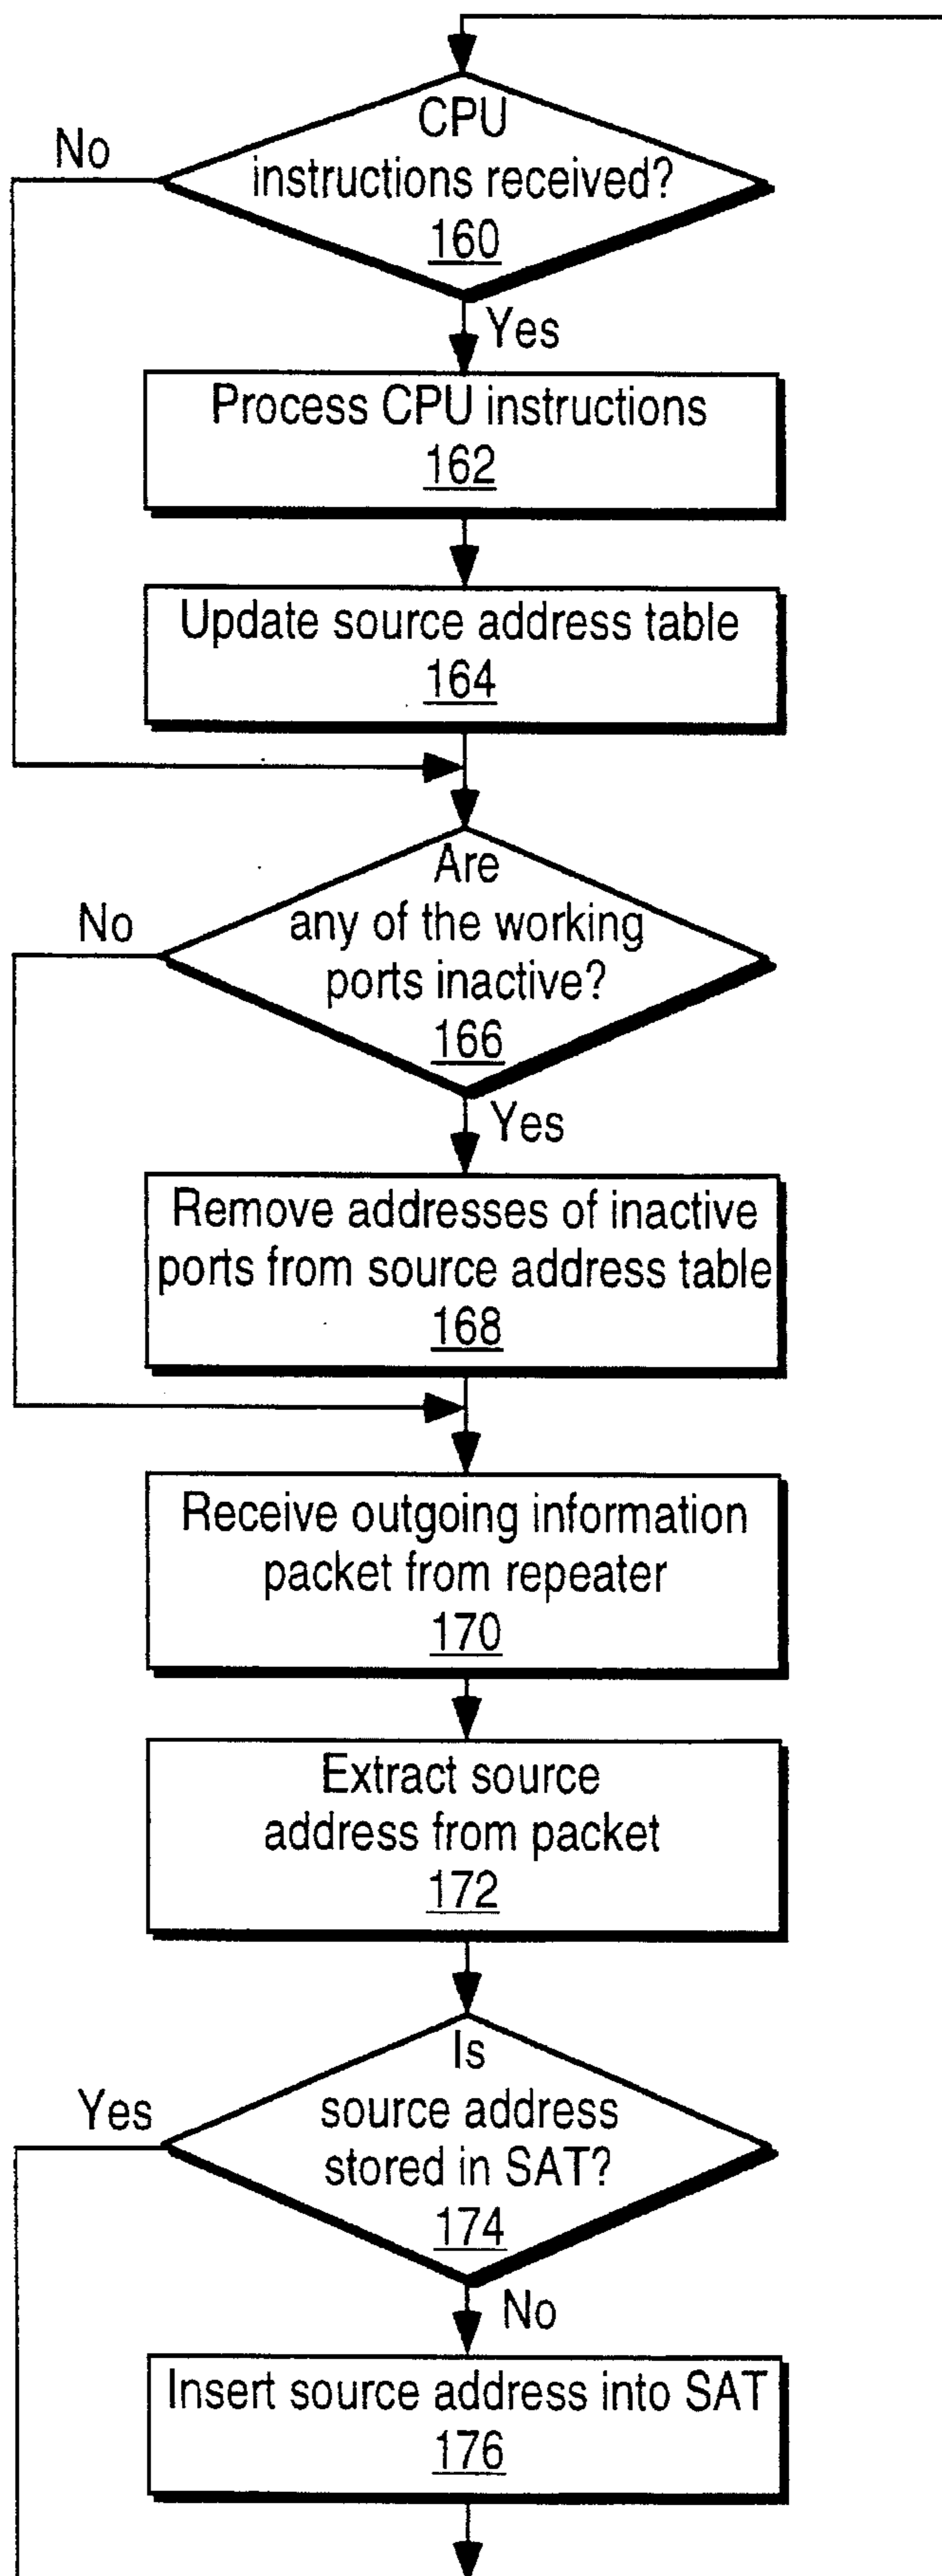 CPU
instructions received?
160
No
Yes
Process CPU instructions
162
Update source address table
164
Are
any of the working
ports inactive?
166
No
Yes
Remove addresses of inactive
ports from source address table
168
Receive outgoing information
packet from repeater
170
Extract source
address from packet
172
Is
source address
stored in SAT?
174
Yes
No
Insert source address into SAT
176